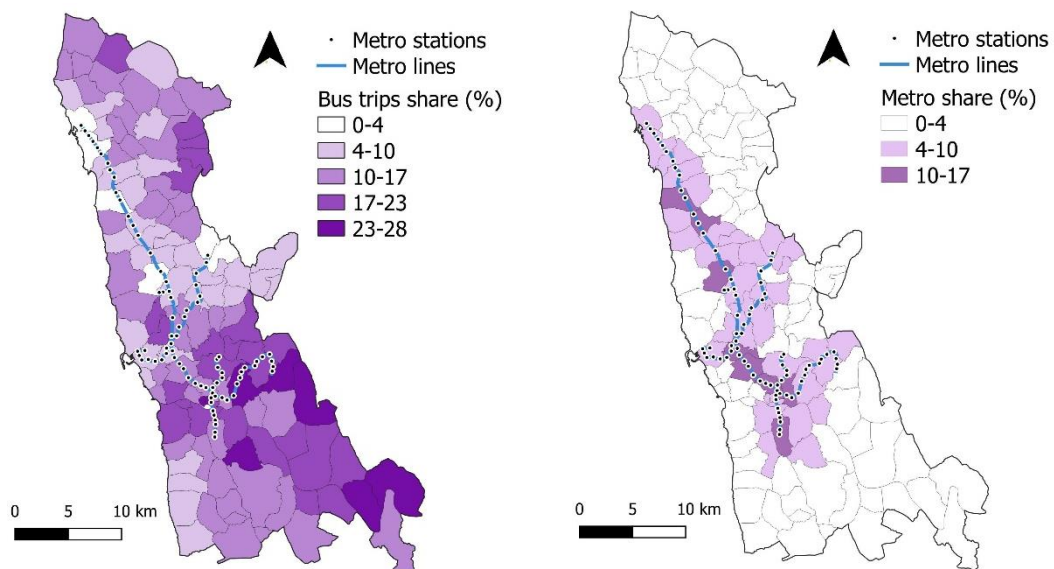 Metro stations
Metro lines
Bus trips share (%)
0-4
4-10
10-17
17-23
23-28
0 5 10 km
Metro stations
Metro lines
Metro share (%)
0-4
4-10
10-17
0 5 10 km